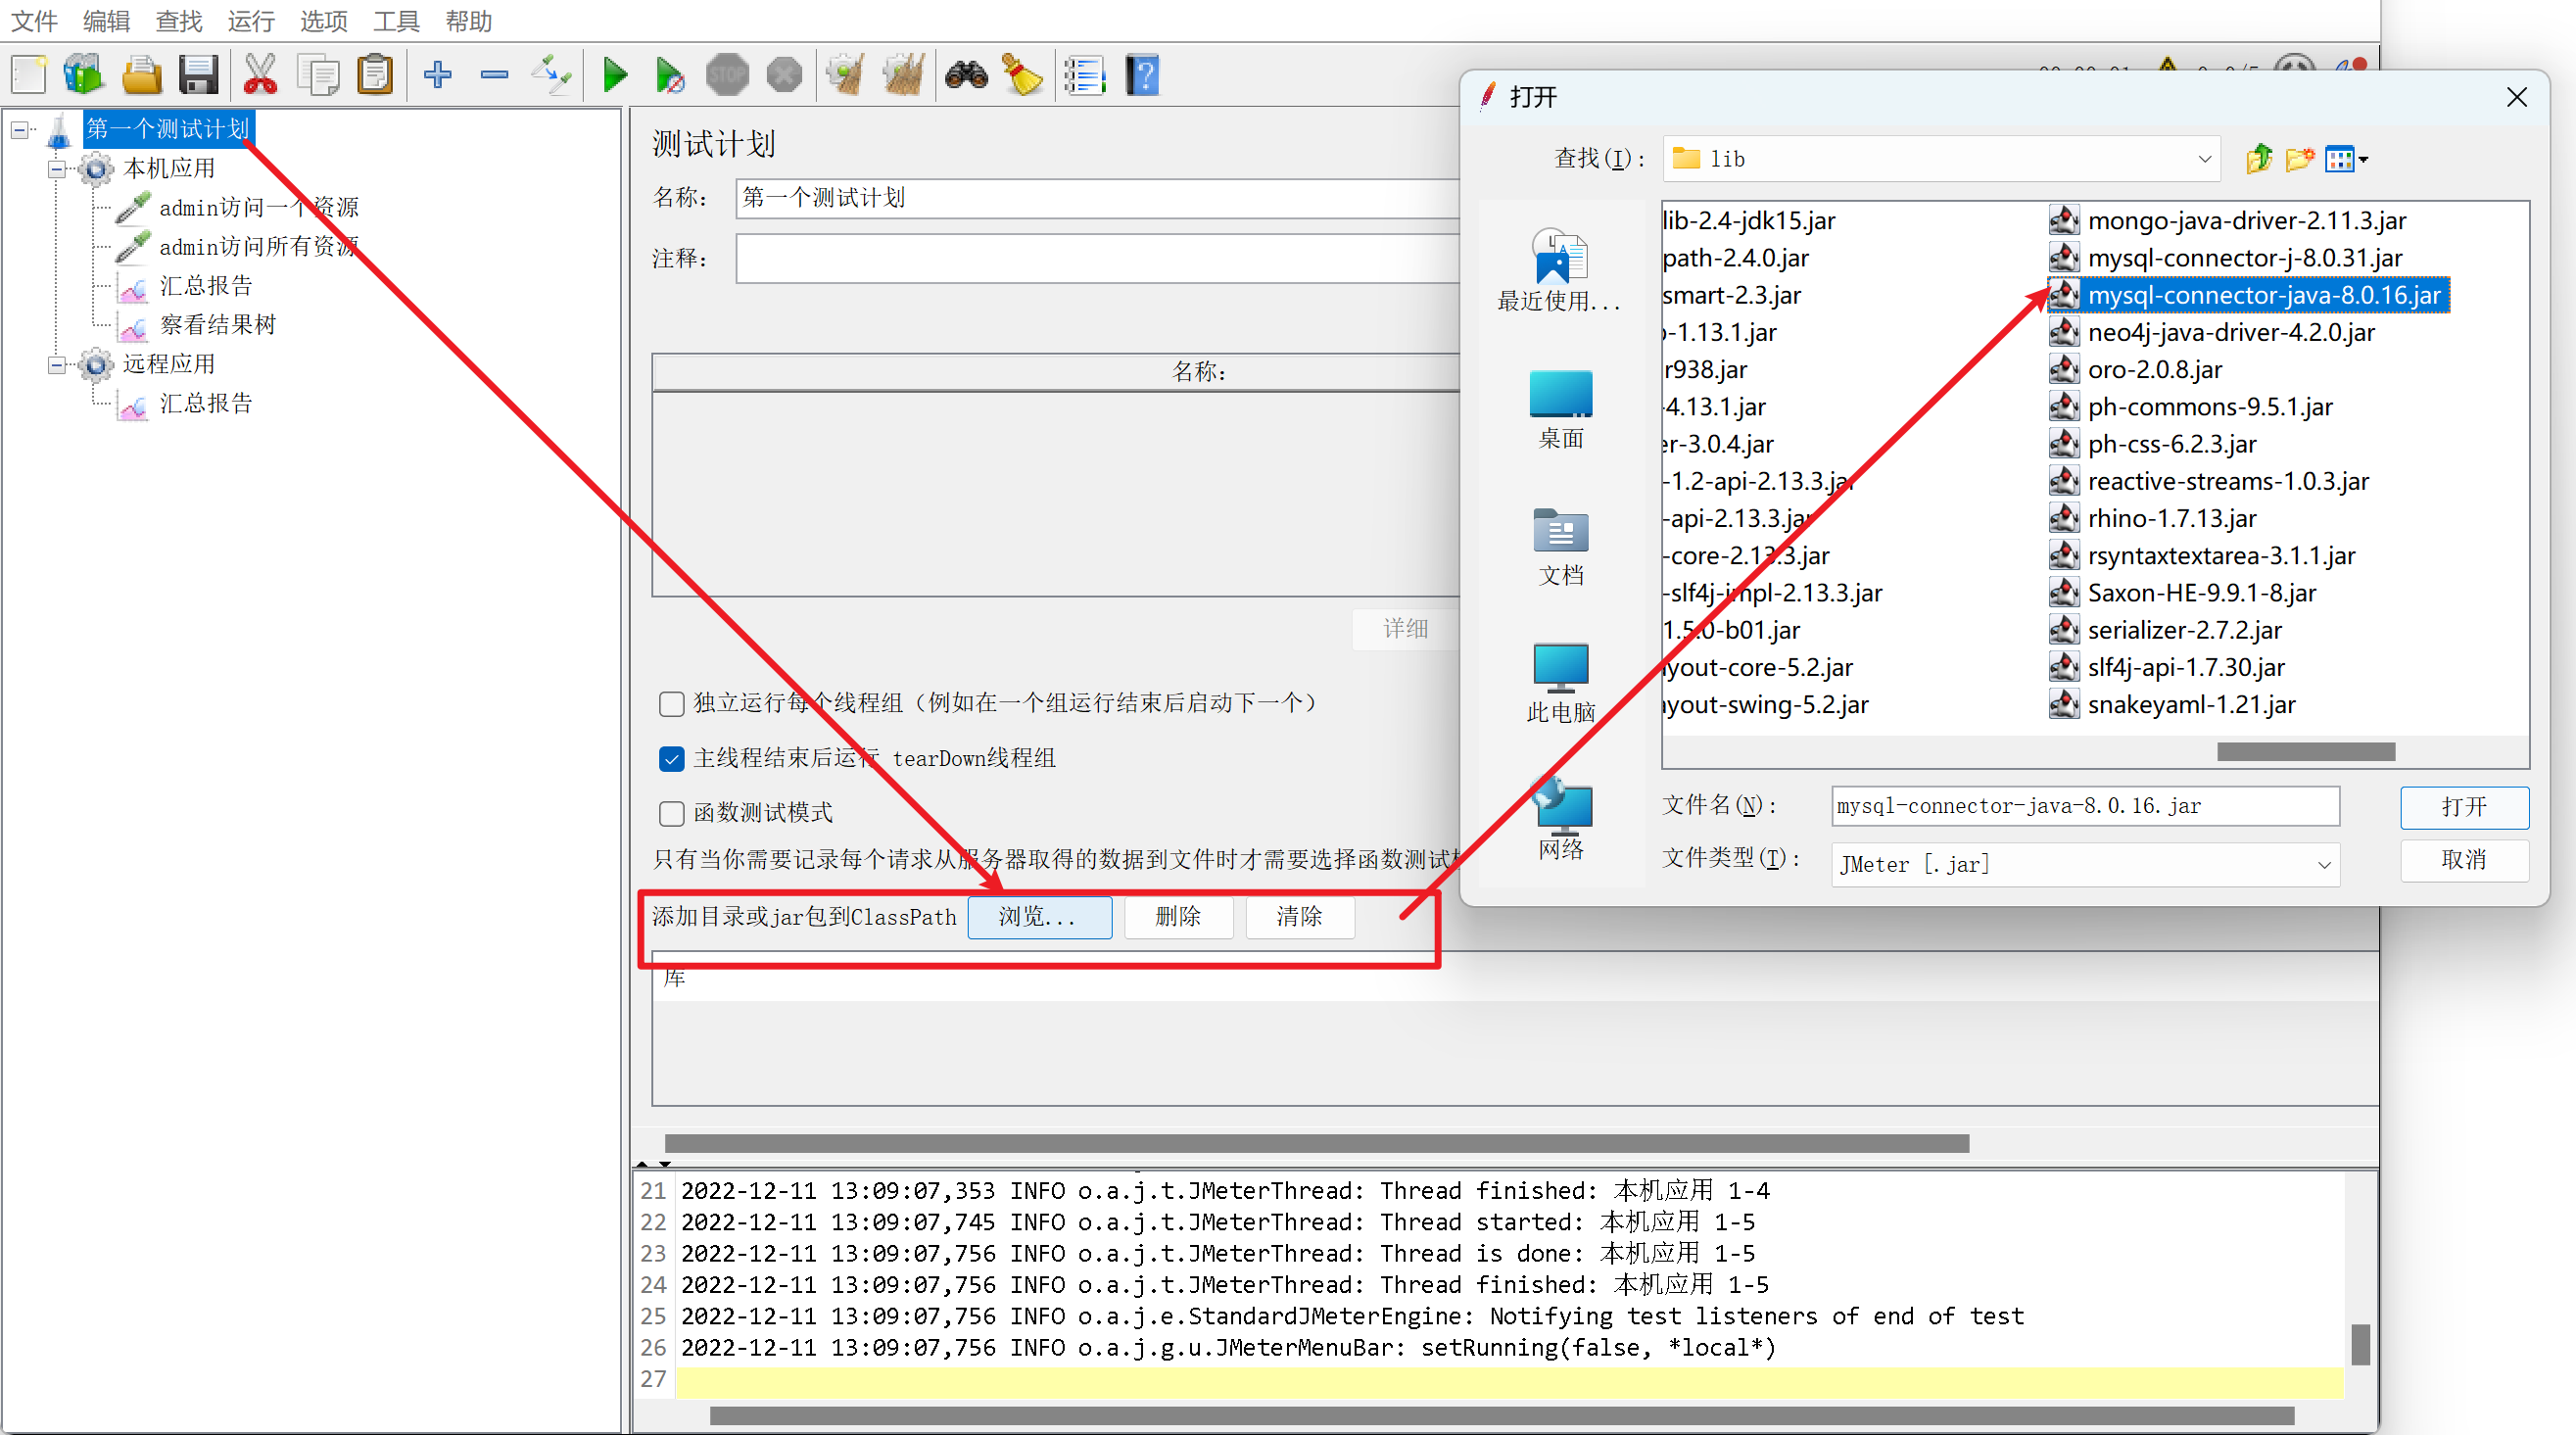 文件 编辑 查找 运行 选项 工具 帮助
STOP
第一个测试计划
本机应用
admin访问一个资源
admin访问所有资源
汇总报告
察看结果树
远程应用
汇总报告
测试计划
名称： 第一个测试计划
注释：
名称：
详细
独立运行每个线程组（例如在一个组运行结束后启动下一个）
主线程结束后运行 tearDown线程组
函数测试模式
只有当你需要记录每个请求从服务器取得的数据到文件时才需要选择函数测试
添加目录或jar包到ClassPath 浏览... 删除 清除
库
21 2022-12-11 13:09:07,353 INFO o.a.j.t.JMeterThread: Thread finished: 本机应用 1-4
22 2022-12-11 13:09:07,745 INFO o.a.j.t.JMeterThread: Thread started: 本机应用 1-5
23 2022-12-11 13:09:07,756 INFO o.a.j.t.JMeterThread: Thread is done: 本机应用 1-5
24 2022-12-11 13:09:07,756 INFO o.a.j.t.JMeterThread: Thread finished: 本机应用 1-5
25 2022-12-11 13:09:07,756 INFO o.a.j.e.StandardJMeterEngine: Notifying test listeners of end of test
26 2022-12-11 13:09:07,756 INFO o.a.j.g.u.JMeterMenuBar: setRunning(false, *local*)
27
打开
查找(I): lib
最近使用...
桌面
文档
此电脑
网络
lib-2.4-jdk15.jar
path-2.4.0.jar
smart-2.3.jar
-1.13.1.jar
r938.jar
-4.13.1.jar
er-3.0.4.jar
-1.2-api-2.13.3.jar
-api-2.13.3.jar
-core-2.13.3.jar
-slf4j-impl-2.13.3.jar
1.5.0-b01.jar
yout-core-5.2.jar
yout-swing-5.2.jar
mongo-java-driver-2.11.3.jar
mysql-connector-j-8.0.31.jar
mysql-connector-java-8.0.16.jar
neo4j-java-driver-4.2.0.jar
oro-2.0.8.jar
ph-commons-9.5.1.jar
ph-css-6.2.3.jar
reactive-streams-1.0.3.jar
rhino-1.7.13.jar
rsyntaxtextarea-3.1.1.jar
Saxon-HE-9.9.1-8.jar
serializer-2.7.2.jar
slf4j-api-1.7.30.jar
snakeyaml-1.21.jar
文件名(N): mysql-connector-java-8.0.16.jar 打开
文件类型(T): JMeter [.jar] 取消